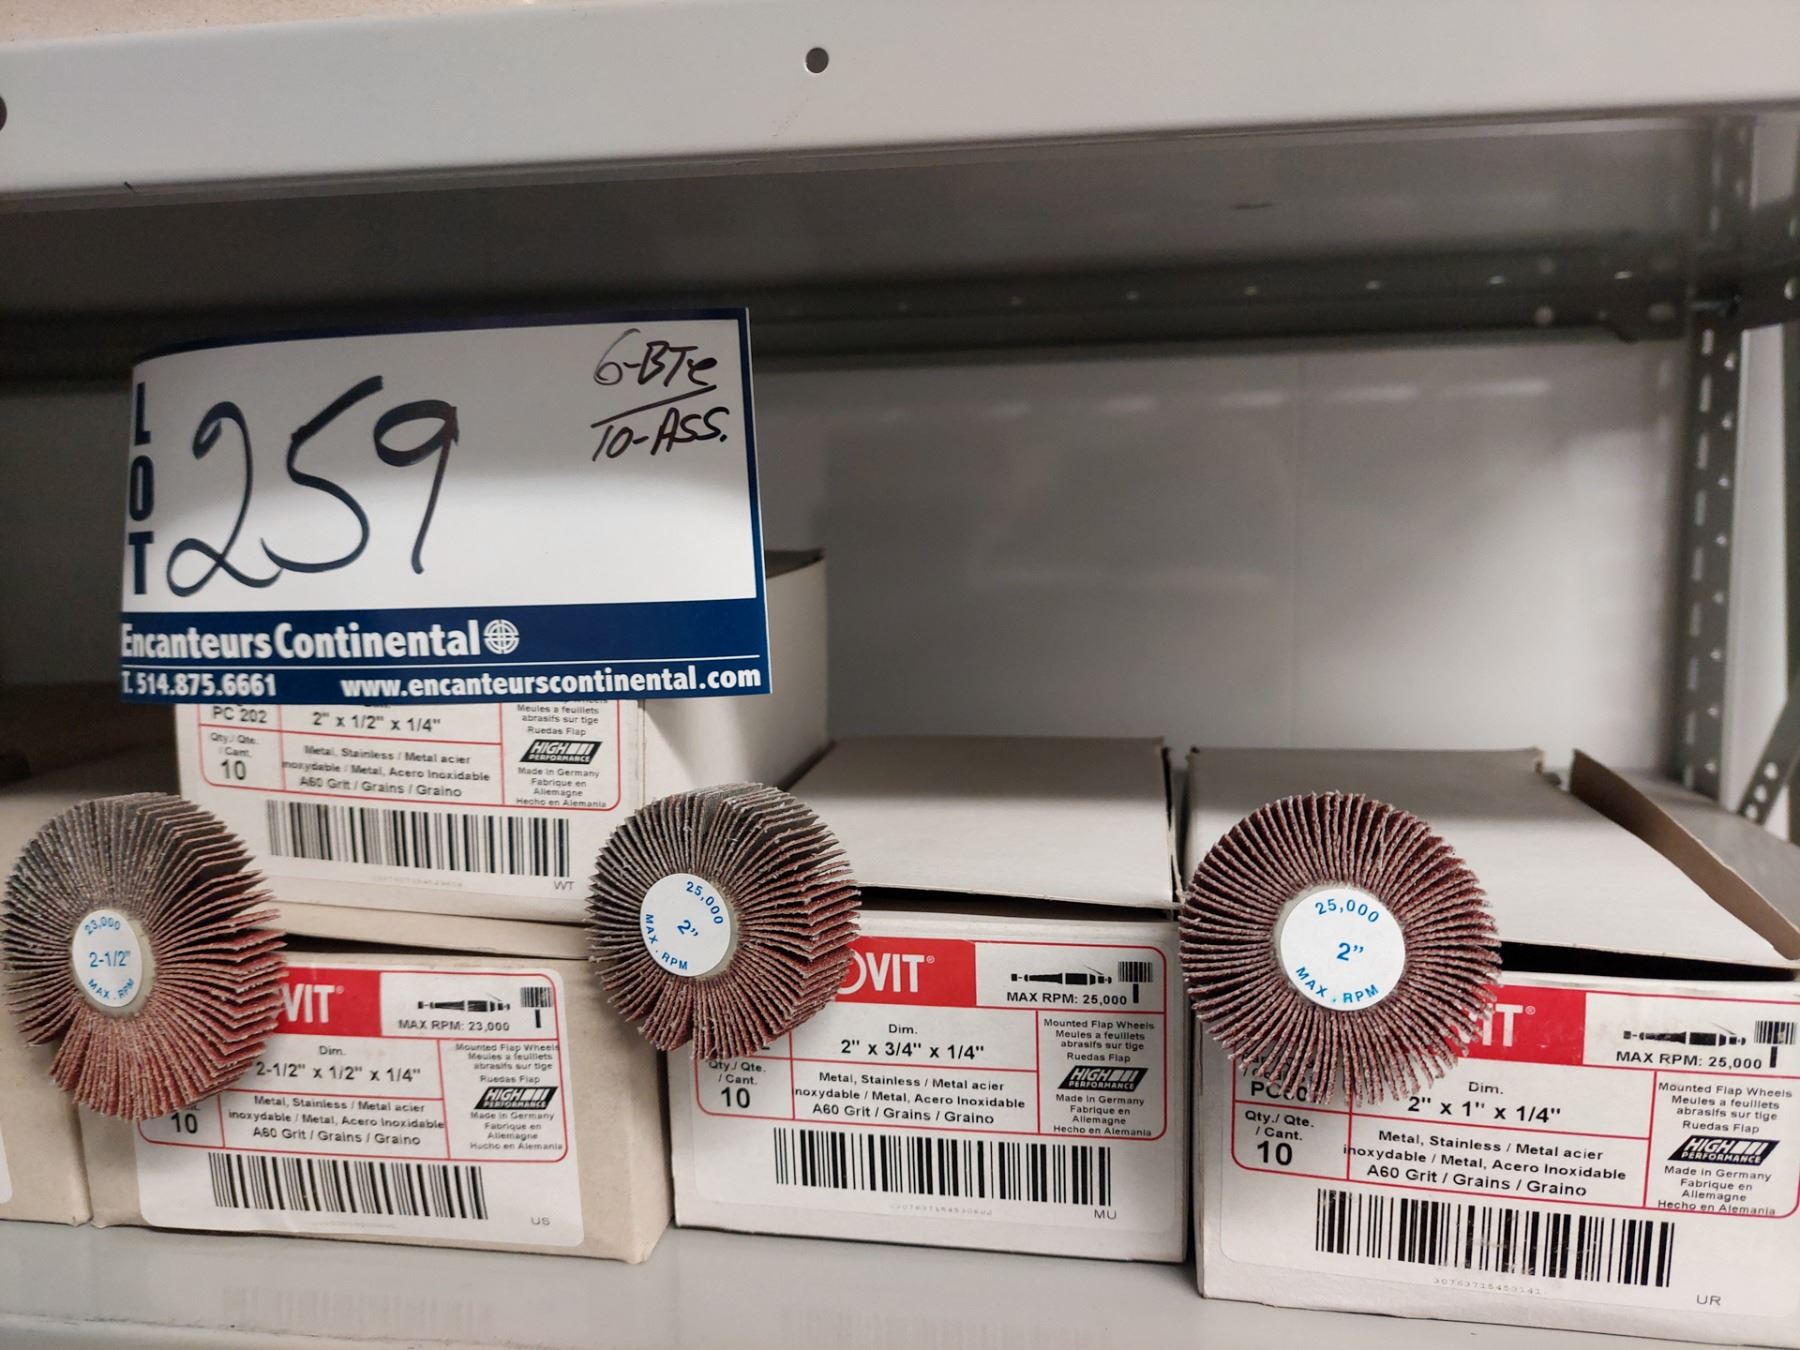 LOT
259
6-BTe
TO-ASS.
Encanteurs Continental
T. 514.875.6661 www.encanteurscontinental.com
PC 202
2" x 1/2" x 1/4"
Meules a feuillets
abrasifs sur tige
Ruedas Flap
Qty./ Qte.
/ Cant.
10
Metal, Stainless / Metal acier
inoxydable / Metal, Acero Inoxidable
A60 Grit / Grains / Graino
HIGH
PERFORMANCE
Made in Germany
Fabrique en
Allemagne
Hecho en Alemania
WT
23,000
2-1/2"
MAX. RPM
VIT®
MAX RPM: 23,000
Dim.
2-1/2" x 1/2" x 1/4"
Mounted Flap Wheels
Meules a feuillets
abrasifs sur tige
Ruedas Flap
10
Metal, Stainless / Metal acier
inoxydable / Metal, Acero Inoxidable
A60 Grit / Grains / Graino
HIGH
PERFORMANCE
Made in Germany
Fabrique en
Allemagne
Hecho en Alemania
US
25,000
2"
MAX. RPM
OVIT®
MAX RPM: 25,000
Dim.
2" x 3/4" x 1/4"
Mounted Flap Wheels
Meules a feuillets
abrasifs sur tige
Ruedas Flap
Qty./ Qte.
/ Cant.
10
Metal, Stainless / Metal acier
inoxydable / Metal, Acero Inoxidable
A60 Grit / Grains / Graino
HIGH
PERFORMANCE
Made in Germany
Fabrique en
Allemagne
Hecho en Alemania
MU
25,000
2"
MAX. RPM
IT®
MAX RPM: 25,000
Dim.
2" x 1" x 1/4"
Mounted Flap Wheels
Meules a feuillets
abrasifs sur tige
Ruedas Flap
Qty./ Qte.
/ Cant.
10
Metal, Stainless / Metal acier
inoxydable / Metal, Acero Inoxidable
A60 Grit / Grains / Graino
HIGH
PERFORMANCE
Made in Germany
Fabrique en
Allemagne
Hecho en Alemania
UR